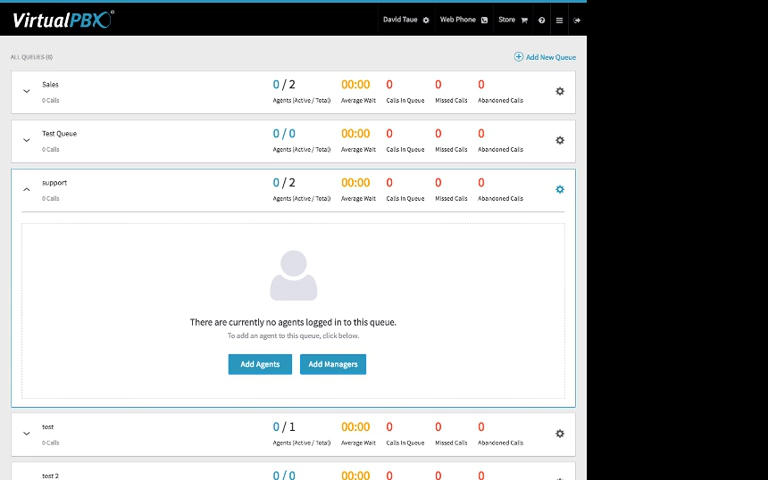 VirtualPBX
David Taue
Web Phone
Store
ALL QUEUES (6)
Add New Queue
Sales
0 Calls
0 / 2
Agents (Active / Total)
00:00
Average Wait
0
Calls In Queue
0
Missed Calls
0
Abandoned Calls
Test Queue
0 Calls
0 / 0
Agents (Active / Total)
00:00
Average Wait
0
Calls In Queue
0
Missed Calls
0
Abandoned Calls
support
0 Calls
0 / 2
Agents (Active / Total)
00:00
Average Wait
0
Calls In Queue
0
Missed Calls
0
Abandoned Calls
There are currently no agents logged in to this queue.
To add an agent to this queue, click below.
Add Agents
Add Managers
test
0 Calls
0 / 1
Agents (Active / Total)
00:00
Average Wait
0
Calls In Queue
0
Missed Calls
0
Abandoned Calls
test 2
0 / 0
00:00
0
0
0